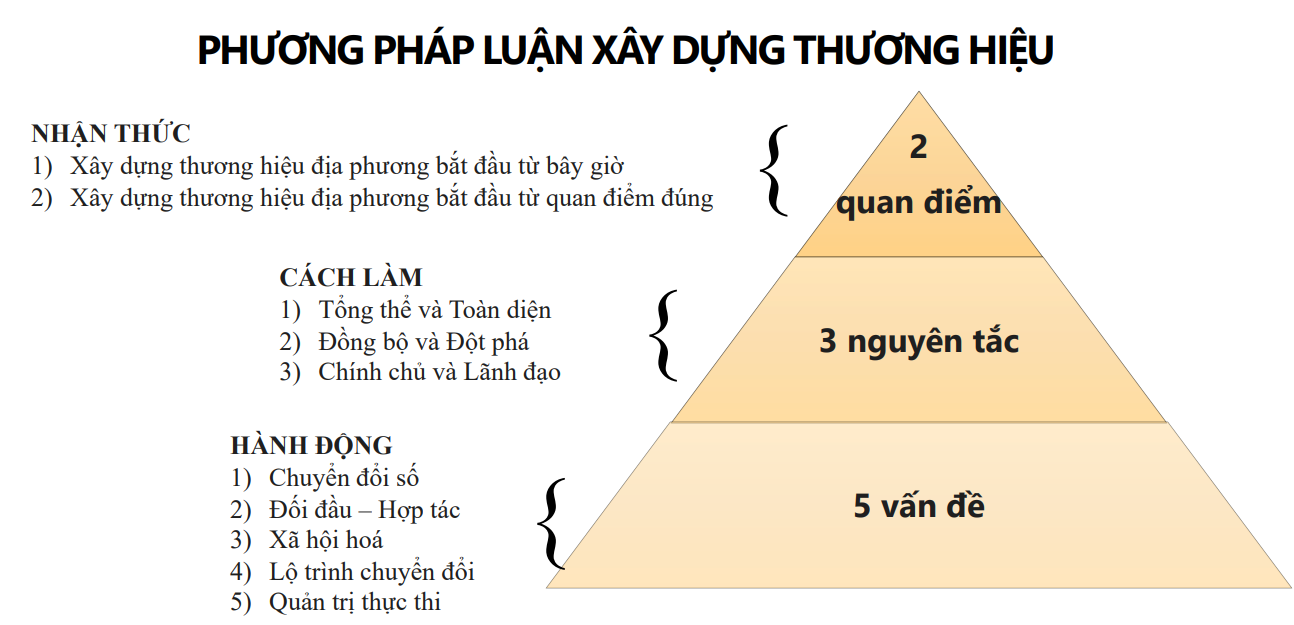 PHƯƠNG PHÁP LUẬN XÂY DỰNG THƯƠNG HIỆU
NHẬN THỨC
1) Xây dựng thương hiệu địa phương bắt đầu từ bây giờ
2) Xây dựng thương hiệu địa phương bắt đầu từ quan điểm đúng
2
quan điểm
CÁCH LÀM
1) Tổng thể và Toàn diện
2) Đồng bộ và Đột phá
3) Chính chủ và Lãnh đạo
3 nguyên tắc
HÀNH ĐỘNG
1) Chuyển đổi số
2) Đối đầu – Hợp tác
3) Xã hội hoá
4) Lộ trình chuyển đổi
5) Quản trị thực thi
5 vấn đề